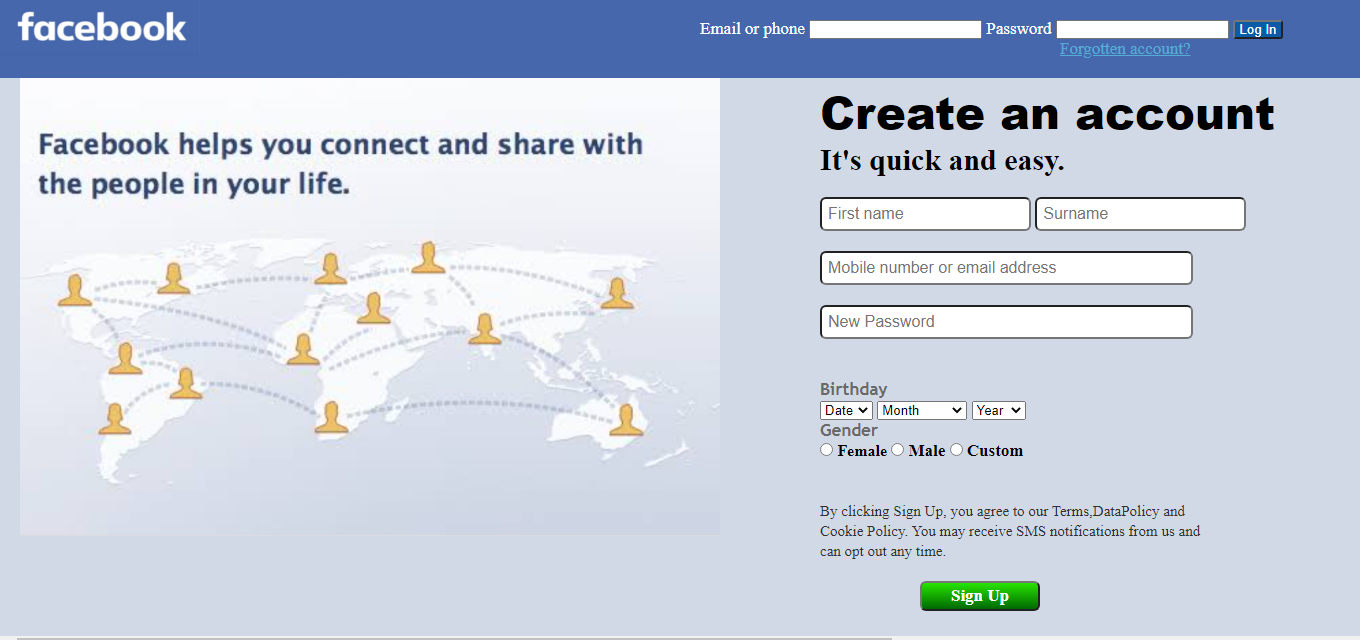 facebook
Email or phone Password Log In
Forgotten account?
Facebook helps you connect and share with
the people in your life.
Create an account
It's quick and easy.
First name Surname
Mobile number or email address
New Password
Birthday
Date Month Year
Gender
Female Male Custom
By clicking Sign Up, you agree to our Terms,DataPolicy and
Cookie Policy. You may receive SMS notifications from us and
can opt out any time.
Sign Up